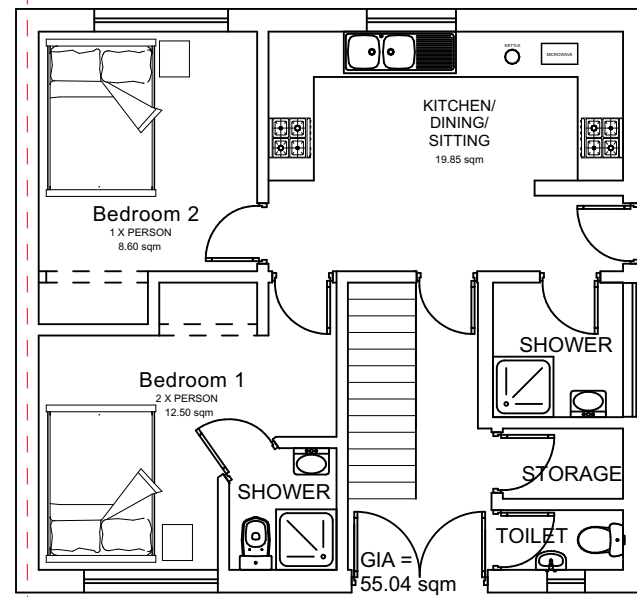 KETTLE
MICROWAVE
KITCHEN/
DINING/
SITTING
19.85 sqm
Bedroom 2
1 X PERSON
8.60 sqm
SHOWER
Bedroom 1
2 X PERSON
12.50 sqm
STORAGE
SHOWER
TOILET
GIA =
55.04 sqm